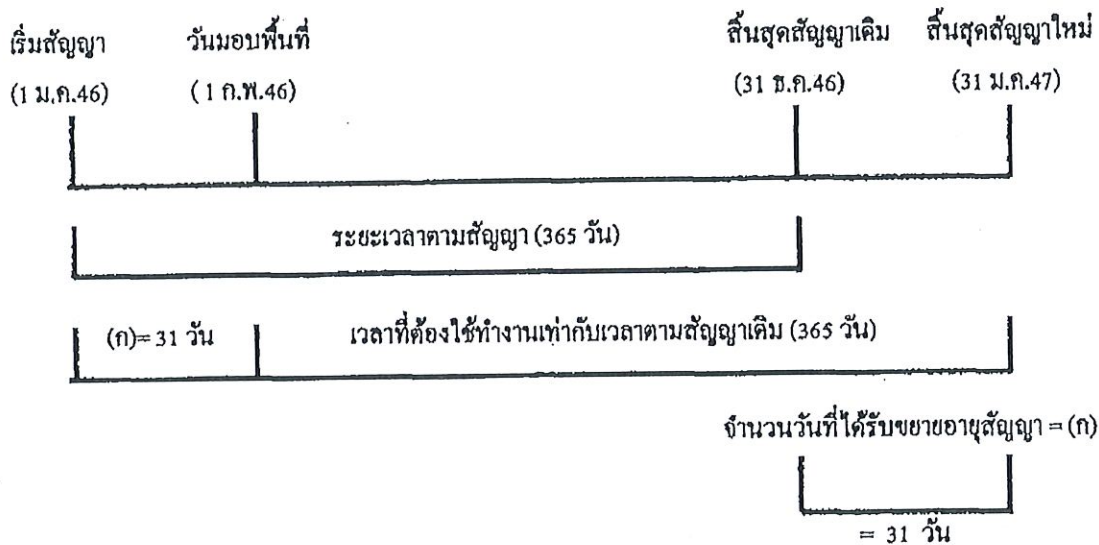 เริ่มสัญญา วันมอบพื้นที่ สิ้นสุดสัญญาเดิม สิ้นสุดสัญญาใหม่
(1 ม.ค.46) ( 1 ก.พ.46) (31 ธ.ค.46) (31 ม.ค.47)
ระยะเวลาตามสัญญา (365 วัน)
(ก)= 31 วัน เวลาที่ต้องใช้ทำงานเท่ากับเวลาตามสัญญาเดิม (365 วัน)
จำนวนวันที่ได้รับขยายอายุสัญญา = (ก)
= 31 วัน